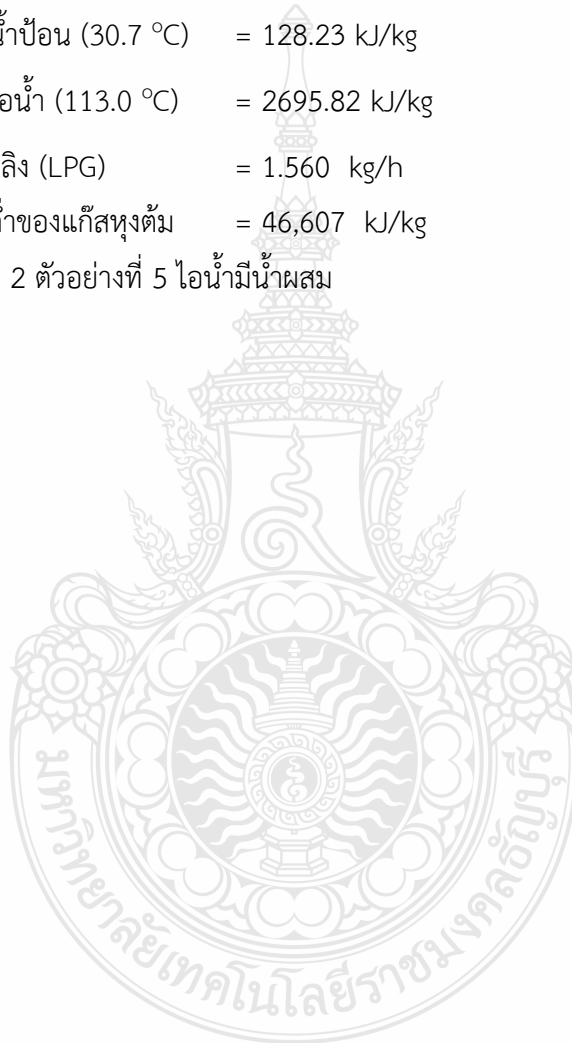 น้ำป้อน (30.7 °C) = 128.23 kJ/kg
อน้ำ (113.0 °C) = 2695.82 kJ/kg
ลิง (LPG) = 1.560 kg/h
ต่ำของแก๊สหุงต้ม = 46,607 kJ/kg
2 ตัวอย่างที่ 5 ไอน้ำมีน้ำผสม
มหาวิทยาลัยเทคโนโลยีราชมงคลธัญบุรี